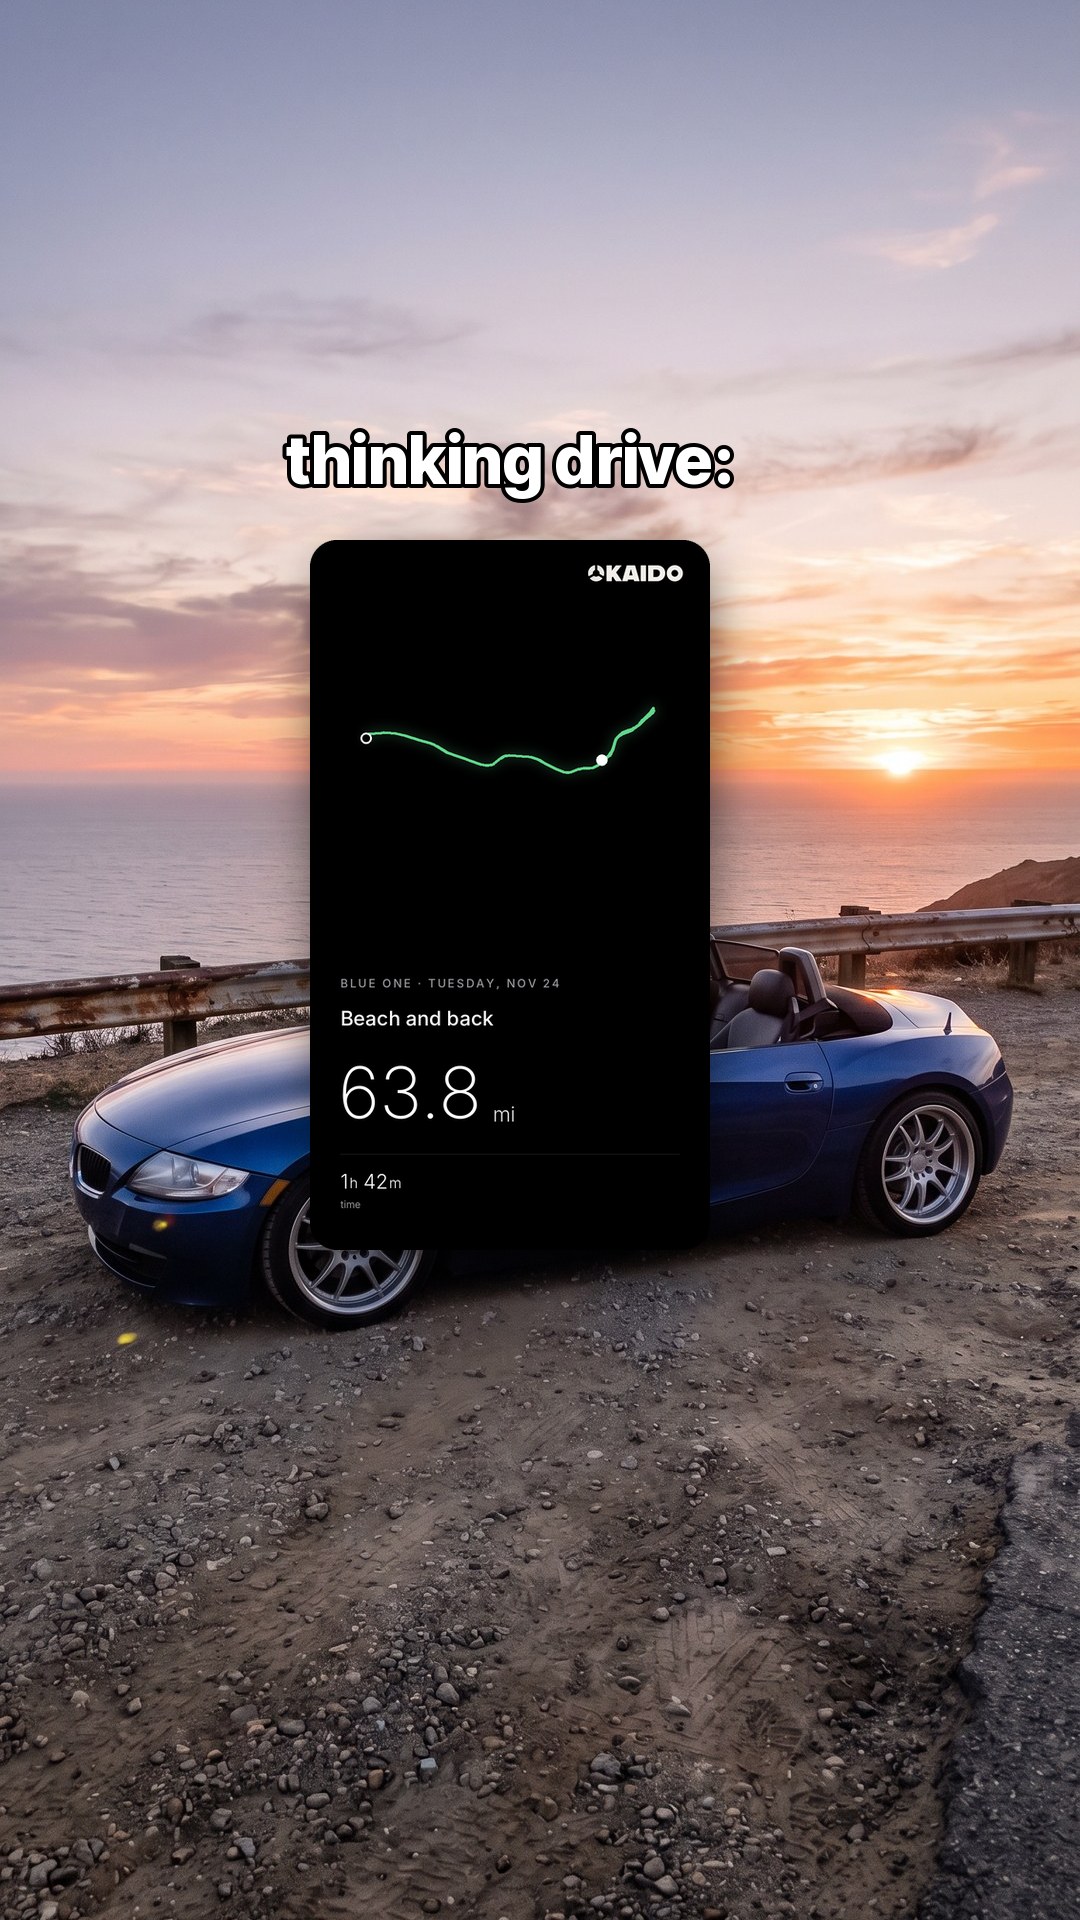 thinking drive:
KAIDO
BLUE ONE · TUESDAY, NOV 24
Beach and back
63.8 mi
1h 42m
time